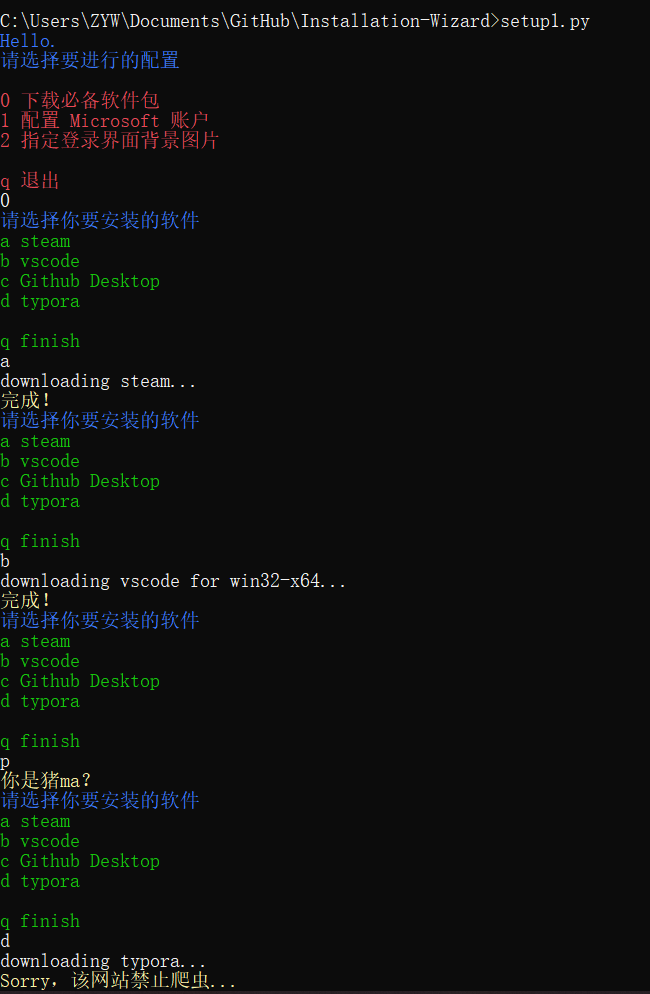 C:\Users\ZYW\Documents\GitHub\Installation-Wizard>setup1.py
Hello.
请选择要进行的配置
0 下载必备软件包
1 配置 Microsoft 账户
2 指定登录界面背景图片
q 退出
0
请选择你要安装的软件
a steam
b vscode
c Github Desktop
d typora
q finish
a
downloading steam...
完成!
请选择你要安装的软件
a steam
b vscode
c Github Desktop
d typora
q finish
b
downloading vscode for win32-x64...
完成!
请选择你要安装的软件
a steam
b vscode
c Github Desktop
d typora
q finish
p
你是猪ma?
请选择你要安装的软件
a steam
b vscode
c Github Desktop
d typora
q finish
d
downloading typora...
Sorry, 该网站禁止爬虫...